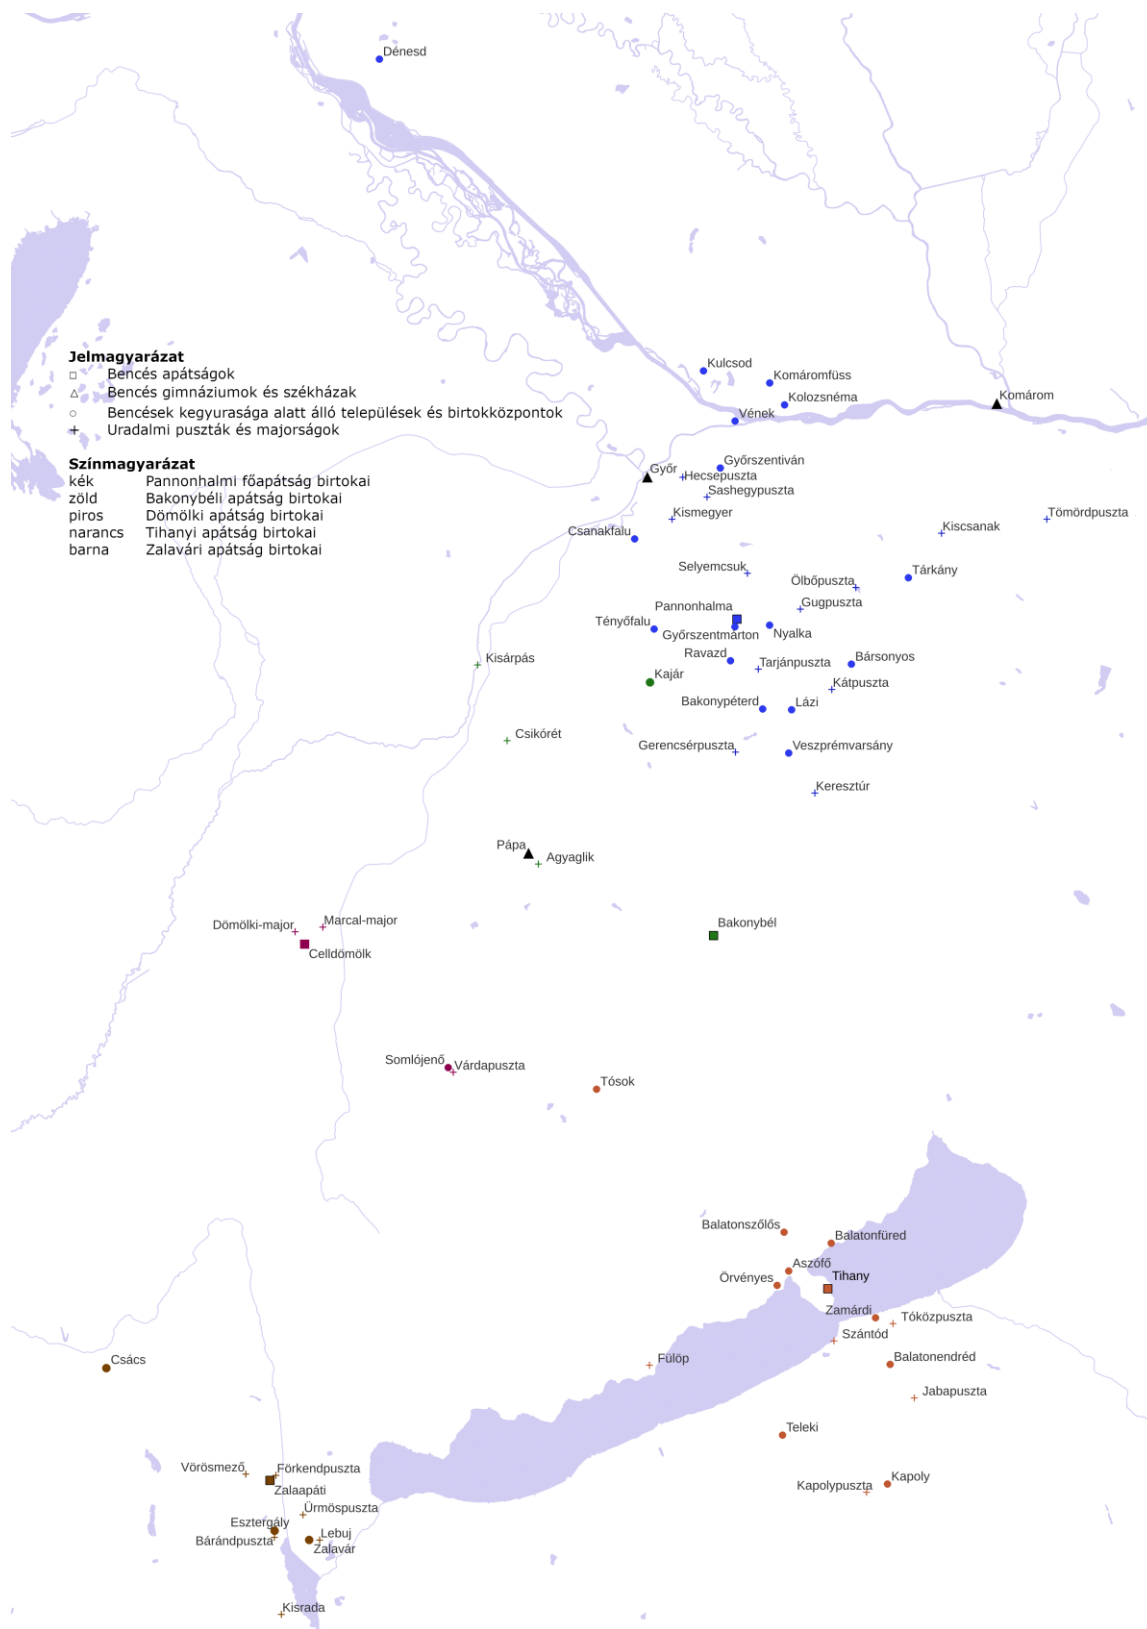 Dénesd
Jelmagyarázat
Bencés apátságok
Bencés gimnáziumok és székházak
Bencések kegyurasága alatt álló települések és birtokközpontok
Uradalmi puszták és majorságok
Színmagyarázat
kék Pannonhalmi főapátság birtokai
zöld Bakonybéli apátság birtokai
piros Dömölki apátság birtokai
narancs Tihanyi apátság birtokai
barna Zalavári apátság birtokai
Kulcsod
Komáromfüss
Kolozsnéma
Komárom
Vének
Győrszentiván
Győr
Hecsepuszta
Sashegypuszta
Kismegyer
Tömördpuszta
Kiscsanak
Csanakfalu
Selyemcsuk
Ölbőpuszta
Tárkány
Gugpuszta
Pannonhalma
Tényőfalu
Győrszentmárton
Nyalka
Ravazd
Tarjánpuszta
Bársonyos
Kisárpás
Kajár
Kátpuszta
Bakonypéterd
Lázi
Csikórét
Gerencsérpuszta
Veszprémvarsány
Keresztúr
Pápa
Agyaglik
Dömölki-major
Marcal-major
Bakonybél
Celldömölk
Somlójenő
Várdapuszta
Tósok
Balatonszőlős
Balatonfüred
Aszófő
Örvényes
Tihany
Zamárdi
Tóközpuszta
Szántód
Fülöp
Balatonendréd
Csács
Jabapuszta
Teleki
Vörösmező
Förkendpuszta
Kapolypuszta
Kapoly
Zalaapáti
Ürmöspuszta
Esztergály
Lebuj
Bárándpuszta
Zalavár
Kisrada